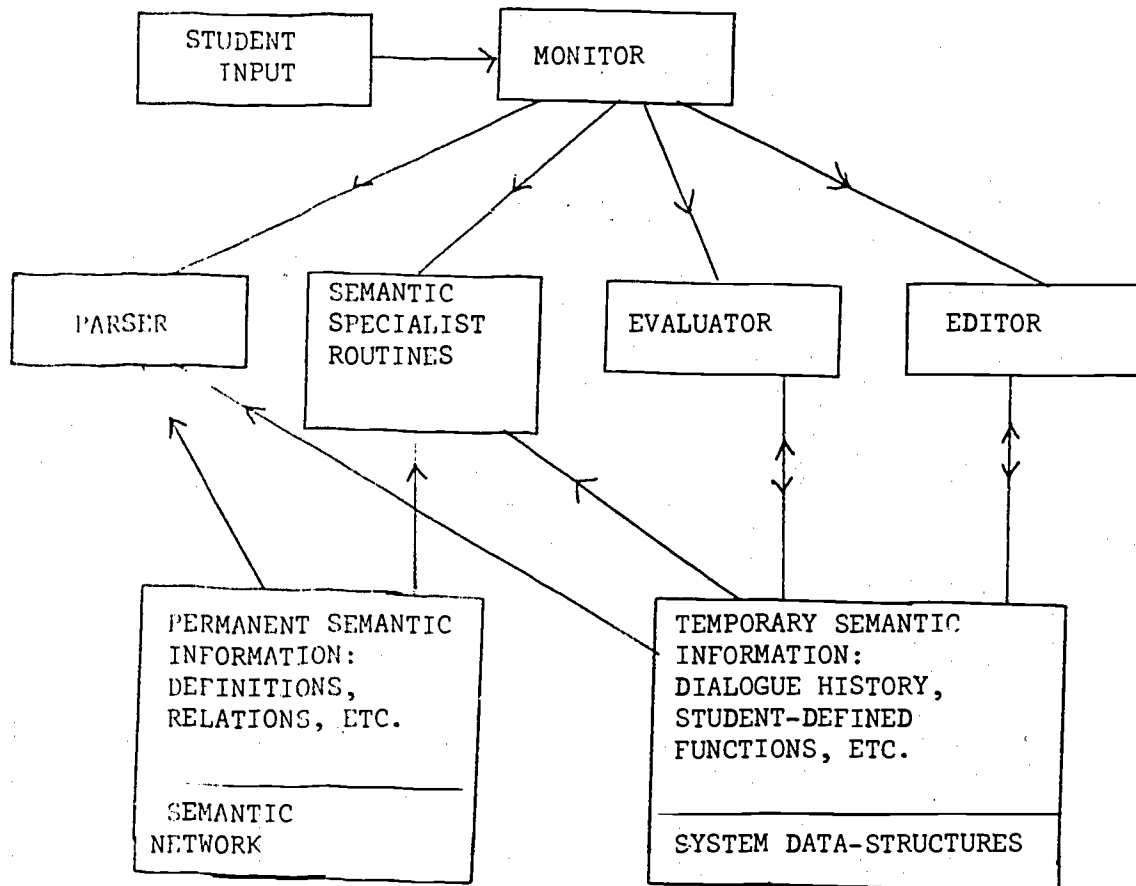 STUDENT
INPUT
MONITOR
PARSER
SEMANTIC
SPECIALIST
ROUTINES
EVALUATOR
EDITOR
PERMANENT SEMANTIC
INFORMATION:
DEFINITIONS,
RELATIONS, ETC.
SEMANTIC
NETWORK
TEMPORARY SEMANTIC
INFORMATION:
DIALOGUE HISTORY,
STUDENT-DEFINED
FUNCTIONS, ETC.
SYSTEM DATA-STRUCTURES